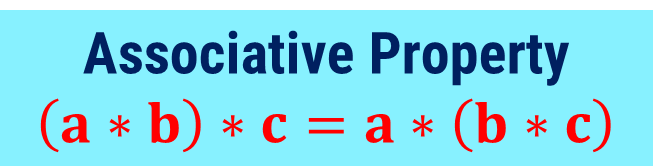 Associative Property
(a * b) * c = a * (b * c)